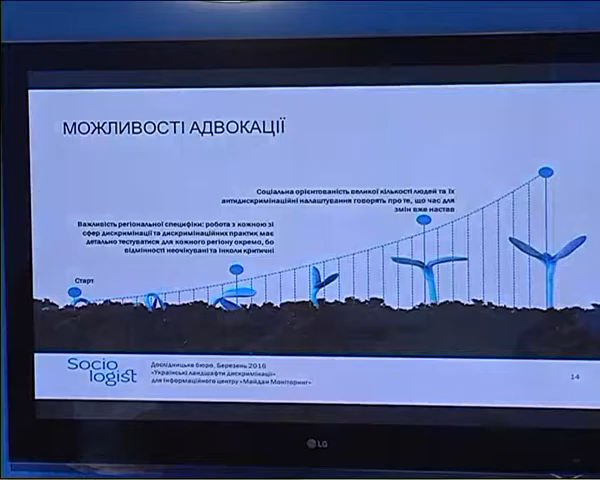 МОЖЛИВОСТІ АДВОКАЦІЇ
Соціальна орієнтованість великої кількості людей та їх
антидискримінаційні налаштування говорять про те, що час для
змін вже настав
Важливість регіональної специфіки: робота з кожною зі
сфер дискримінації та дискримінаційних практик має
детально тестуватися для кожного регіону окремо, бо
відмінності неочікувані та інколи критичні
Старт
Socio
logist
Дослідницьке бюро. Березень 2016
«Українські ландшафти дискримінації»
для Інформаційного центру «Майдан Моніторинг»
14
LG